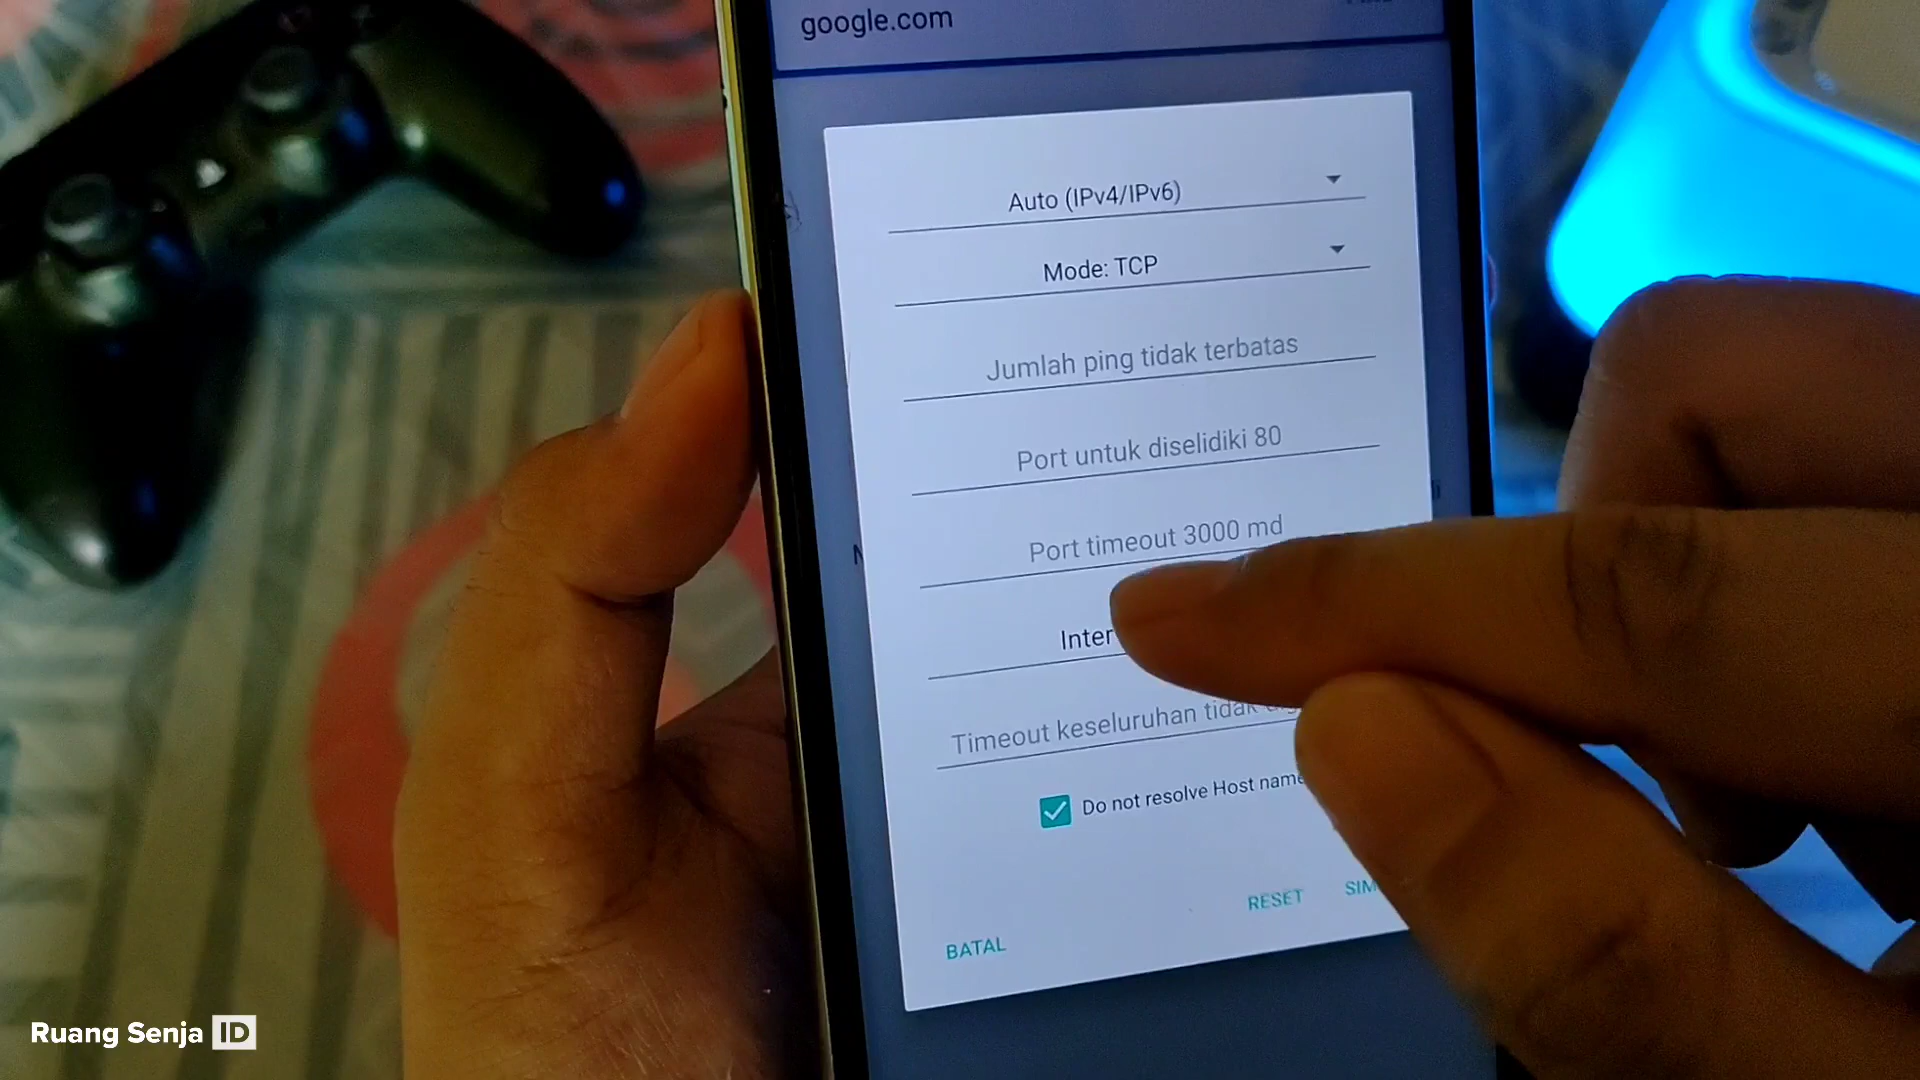 google.com
Auto (IPv4/IPv6)
Mode: TCP
Jumlah ping tidak terbatas
Port untuk diselidiki 80
Port timeout 3000 md
Inter
Timeout keseluruhan tidak
Do not resolve Host name
RESET
SIM
BATAL
Ruang Senja ID